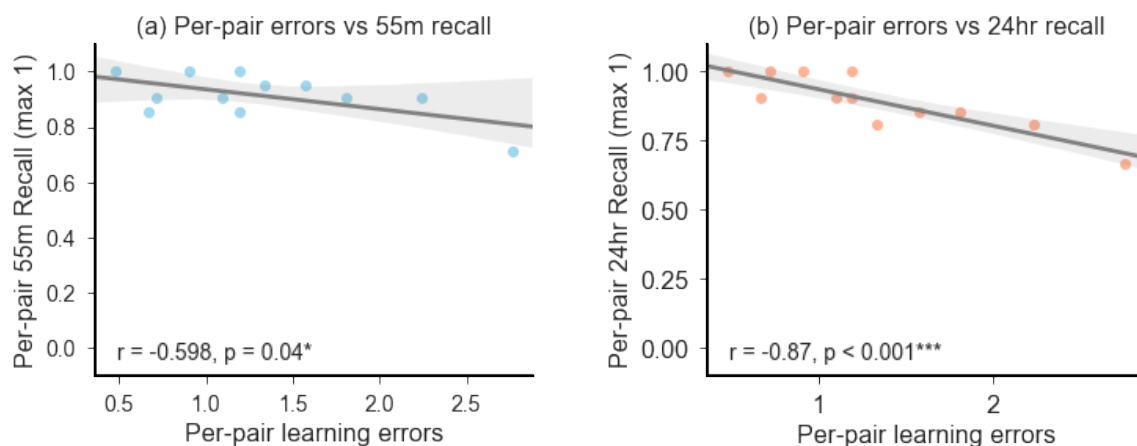 (a) Per-pair errors vs 55m recall
Per-pair 55m Recall (max 1)
1.0
0.8
0.6
0.4
0.2
0.0
r = -0.598, p = 0.04*
0.5 1.0 1.5 2.0 2.5
Per-pair learning errors
(b) Per-pair errors vs 24hr recall
Per-pair 24hr Recall (max 1)
1.00
0.75
0.50
0.25
0.00
r = -0.87, p < 0.001***
1 2
Per-pair learning errors